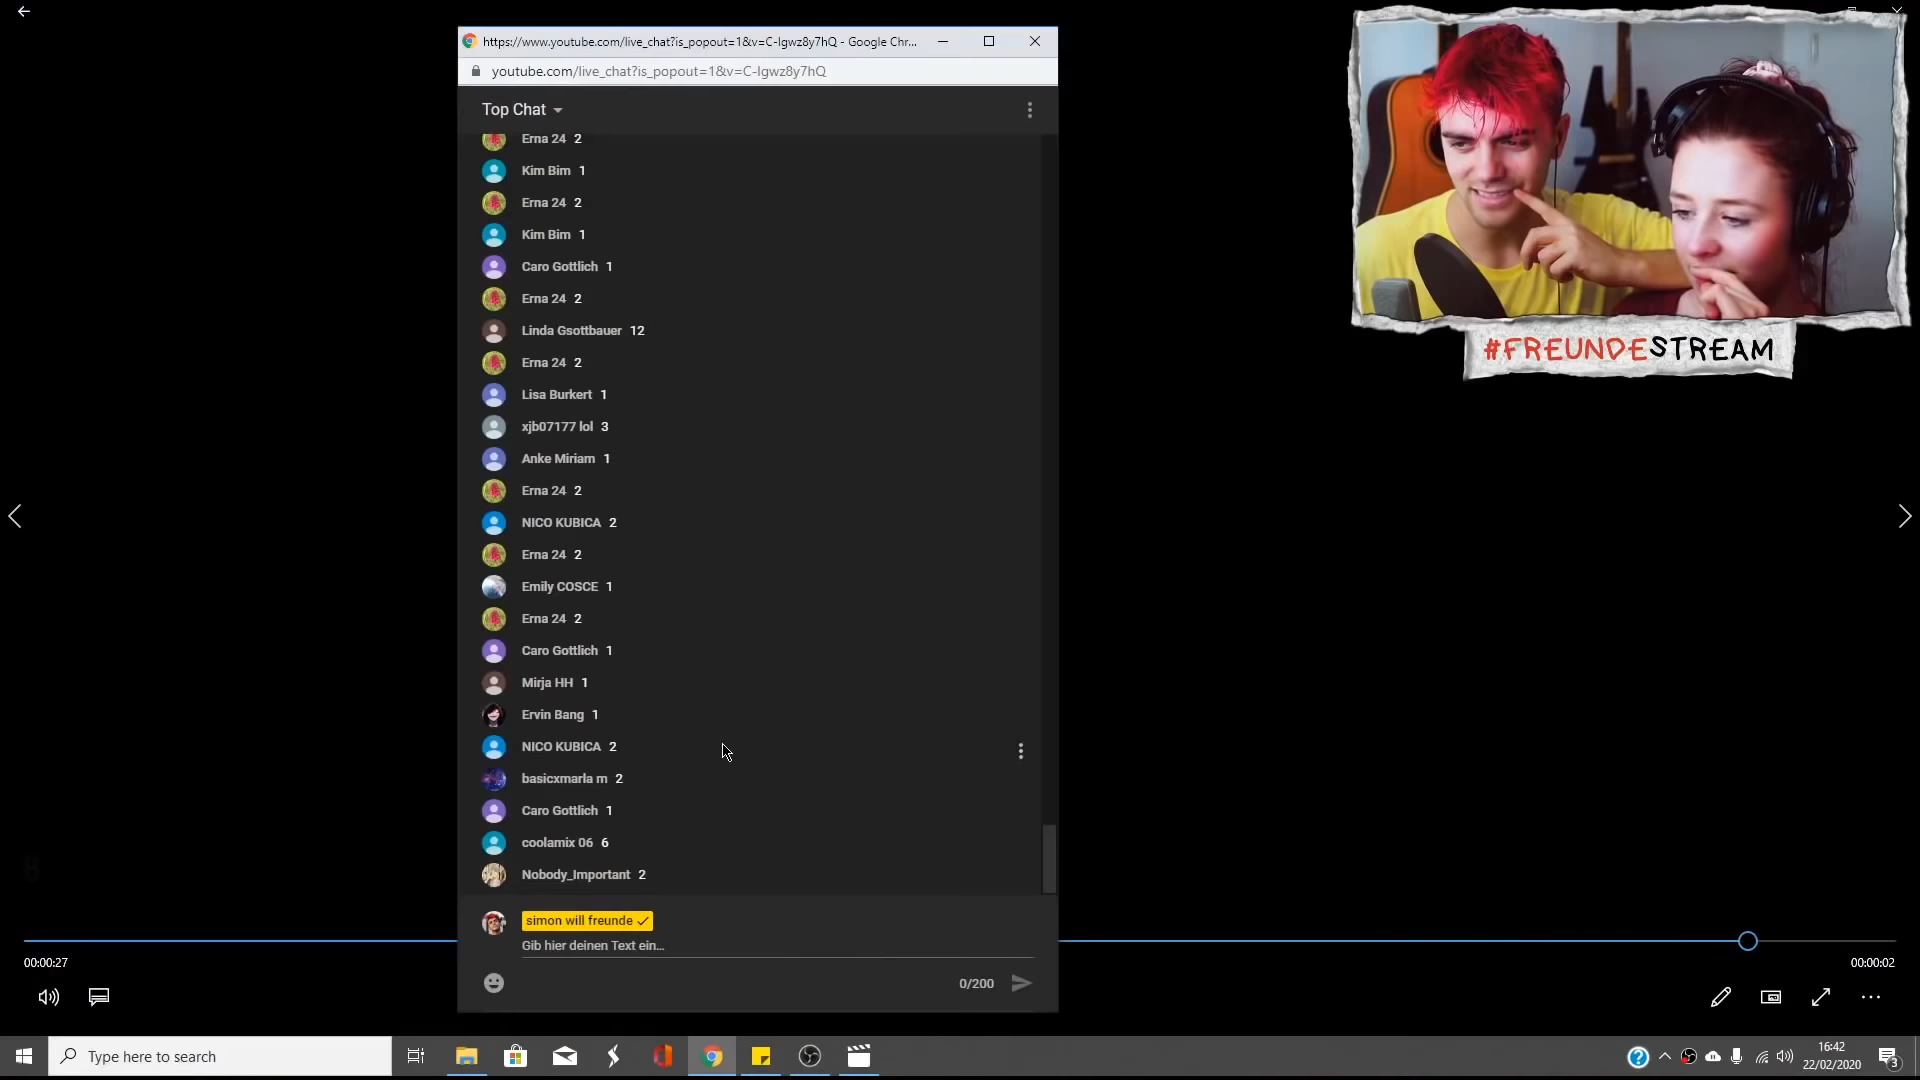 https://www.youtube.com/live_chat?is_popout=1&v=C-Igwz8y7hQ - Google Chr...
youtube.com/live_chat?is_popout=1&v=C-Igwz8y7hQ
Top Chat
Erna 24 2
Kim Bim 1
Erna 24 2
Kim Bim 1
Caro Gottlich 1
Erna 24 2
Linda Gsottbauer 12
Erna 24 2
Lisa Burkert 1
xjb07177 lol 3
Anke Miriam 1
Erna 24 2
NICO KUBICA 2
Erna 24 2
Emily COSCE 1
Erna 24 2
Caro Gottlich 1
Mirja HH 1
Ervin Bang 1
NICO KUBICA 2
basicxmarla m 2
Caro Gottlich 1
coolamix 06 6
Nobody_Important 2
simon will freunde
Gib hier deinen Text ein...
0/200
#FREUNDESTREAM
00:00:27
00:00:02
Type here to search
16:42
22/02/2020
3